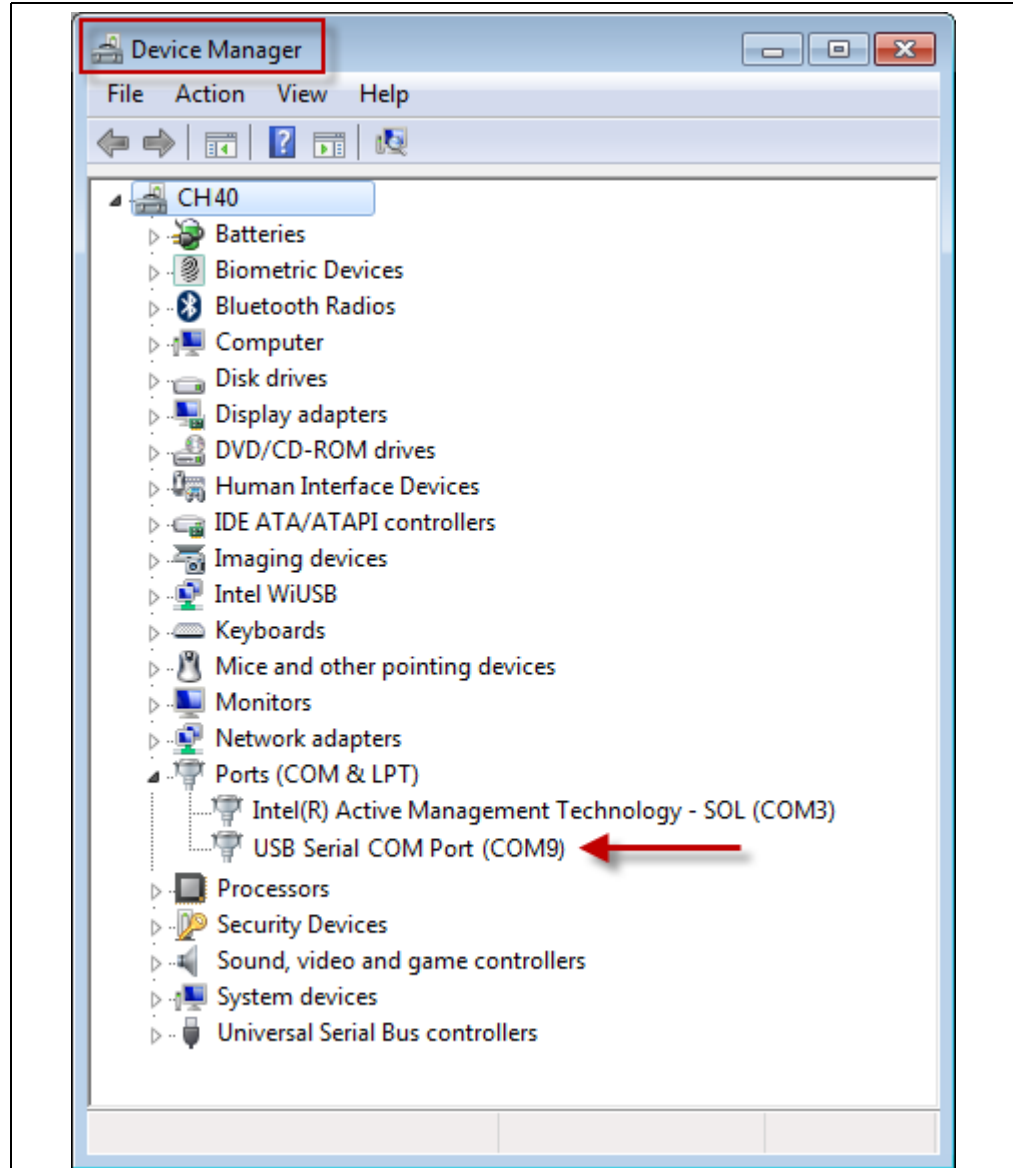 Device Manager
File Action View Help
?
CH40
Batteries
Biometric Devices
Bluetooth Radios
Computer
Disk drives
Display adapters
DVD/CD-ROM drives
Human Interface Devices
IDE ATA/ATAPI controllers
Imaging devices
Intel WiUSB
Keyboards
Mice and other pointing devices
Monitors
Network adapters
Ports (COM & LPT)
Intel(R) Active Management Technology - SOL (COM3)
USB Serial COM Port (COM9)
Processors
Security Devices
Sound, video and game controllers
System devices
Universal Serial Bus controllers